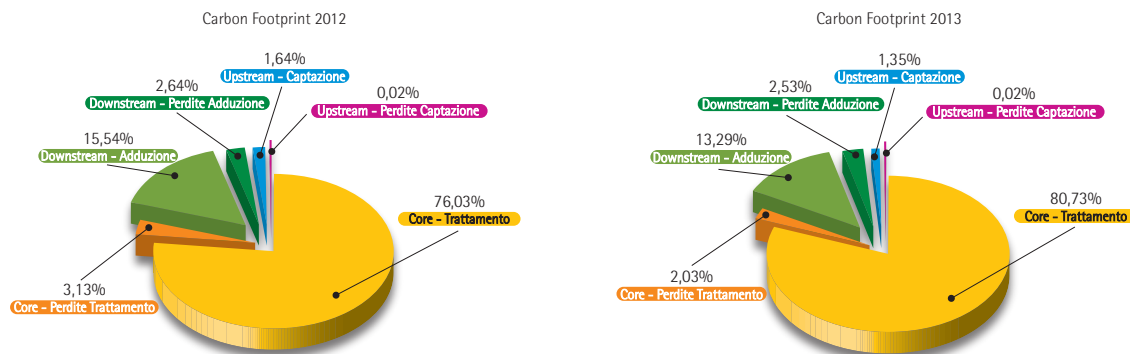 Carbon Footprint 2012
1,64%
Upstream - Captazione
2,64%
Downstream - Perdite Adduzione
0,02%
Upstream - Perdite Captazione
15,54%
Downstream - Adduzione
76,03%
Core - Trattamento
3,13%
Core - Perdite Trattamento
Carbon Footprint 2013
1,35%
Upstream - Captazione
2,53%
Downstream - Perdite Adduzione
0,02%
Upstream - Perdite Captazione
13,29%
Downstream - Adduzione
80,73%
Core - Trattamento
2,03%
Core - Perdite Trattamento